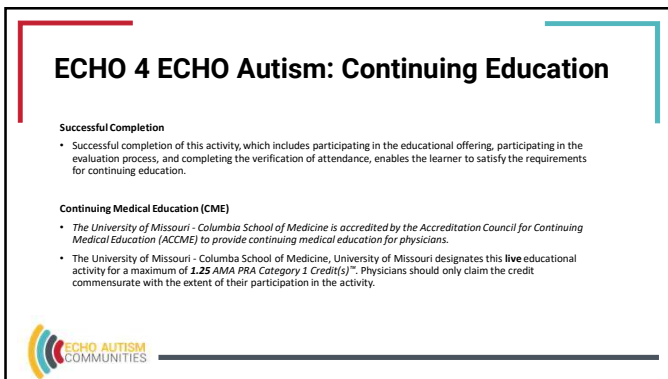 ECHO 4 ECHO Autism: Continuing Education
Successful Completion
• Successful completion of this activity, which includes participating in the educational offering, participating in the
evaluation process, and completing the verification of attendance, enables the learner to satisfy the requirements
for continuing education.
Continuing Medical Education (CME)
• The University of Missouri - Columbia School of Medicine is accredited by the Accreditation Council for Continuing
Medical Education (ACCME) to provide continuing medical education for physicians.
• The University of Missouri - Columba School of Medicine, University of Missouri designates this live educational
activity for a maximum of 1.25 AMA PRA Category 1 Credit(s)™. Physicians should only claim the credit
commensurate with the extent of their participation in the activity.
ECHO AUTISM
COMMUNITIES